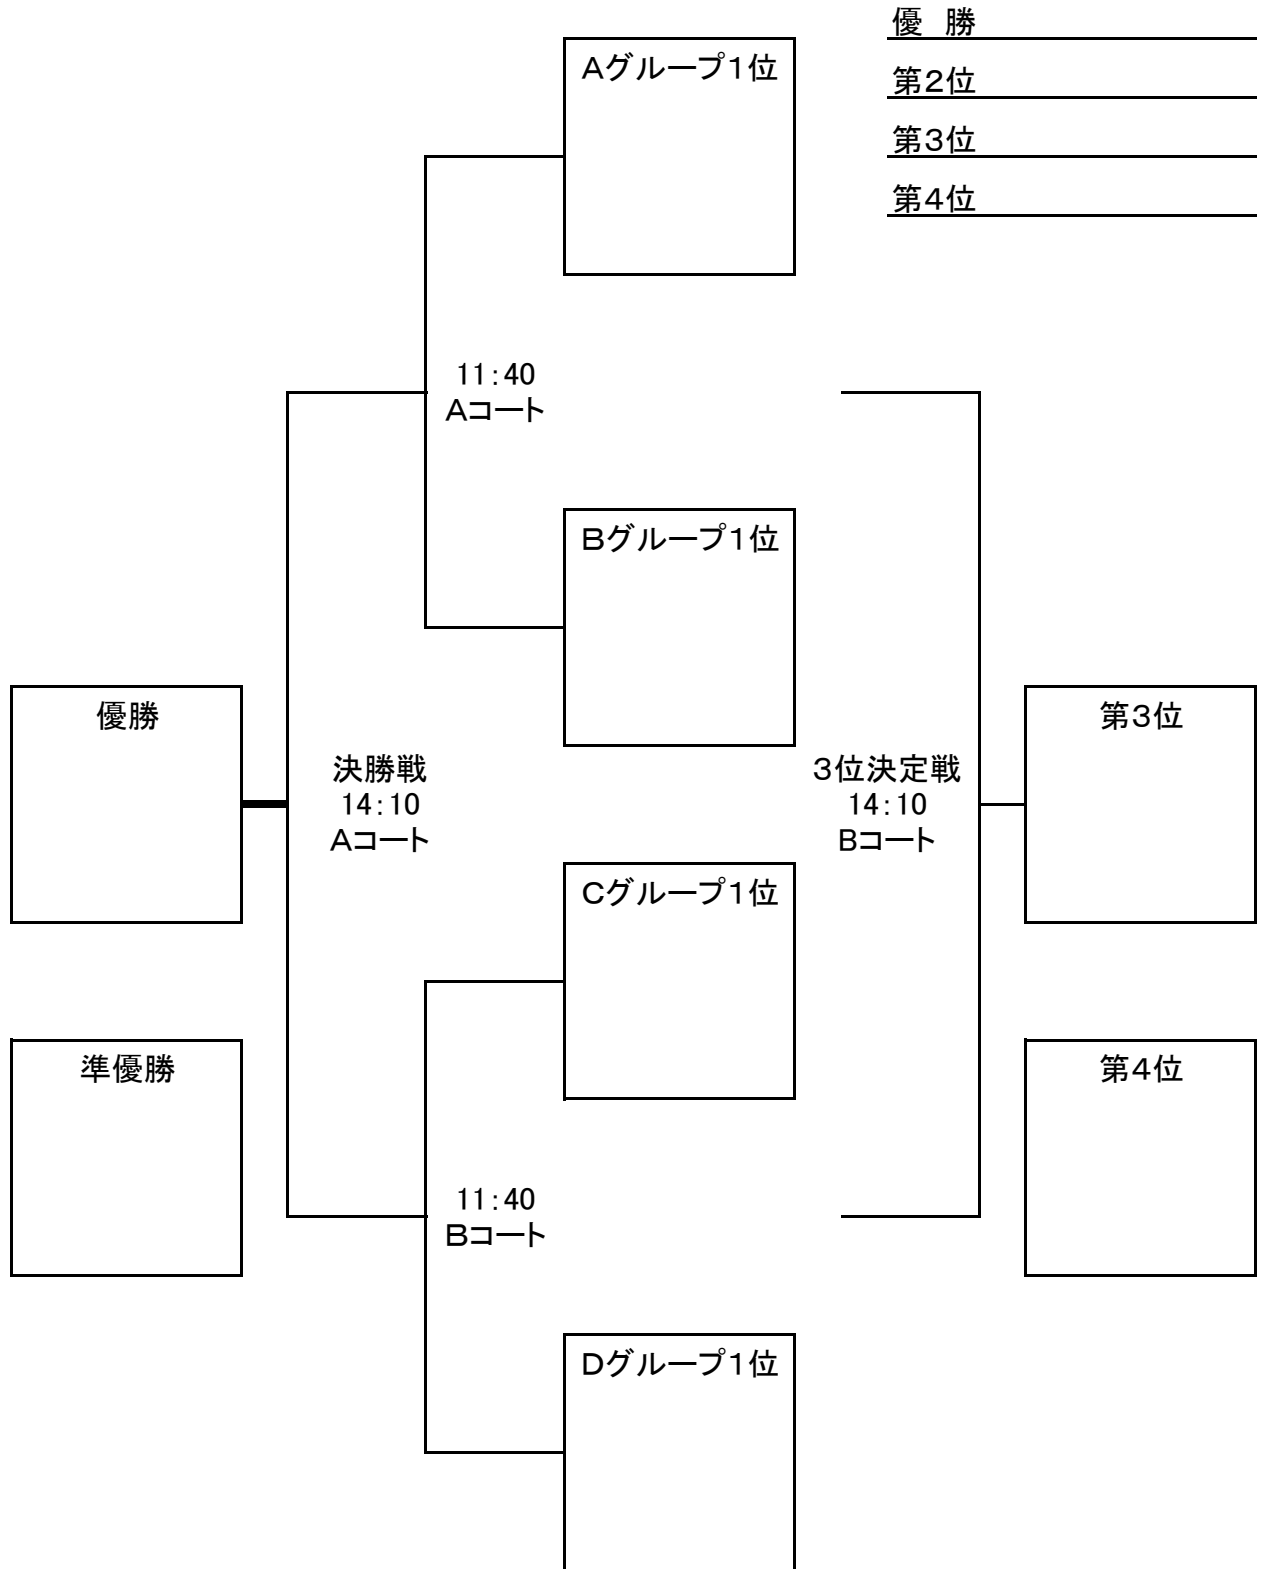 優　勝
第２位
第３位
第４位
Ａグループ１位
11：40
Ａコート
Ｂグループ１位
優勝
決勝戦
14：10
Ａコート
３位決定戦
14：10
Ｂコート
第３位
Ｃグループ１位
準優勝
第４位
11：40
Ｂコート
Ｄグループ１位